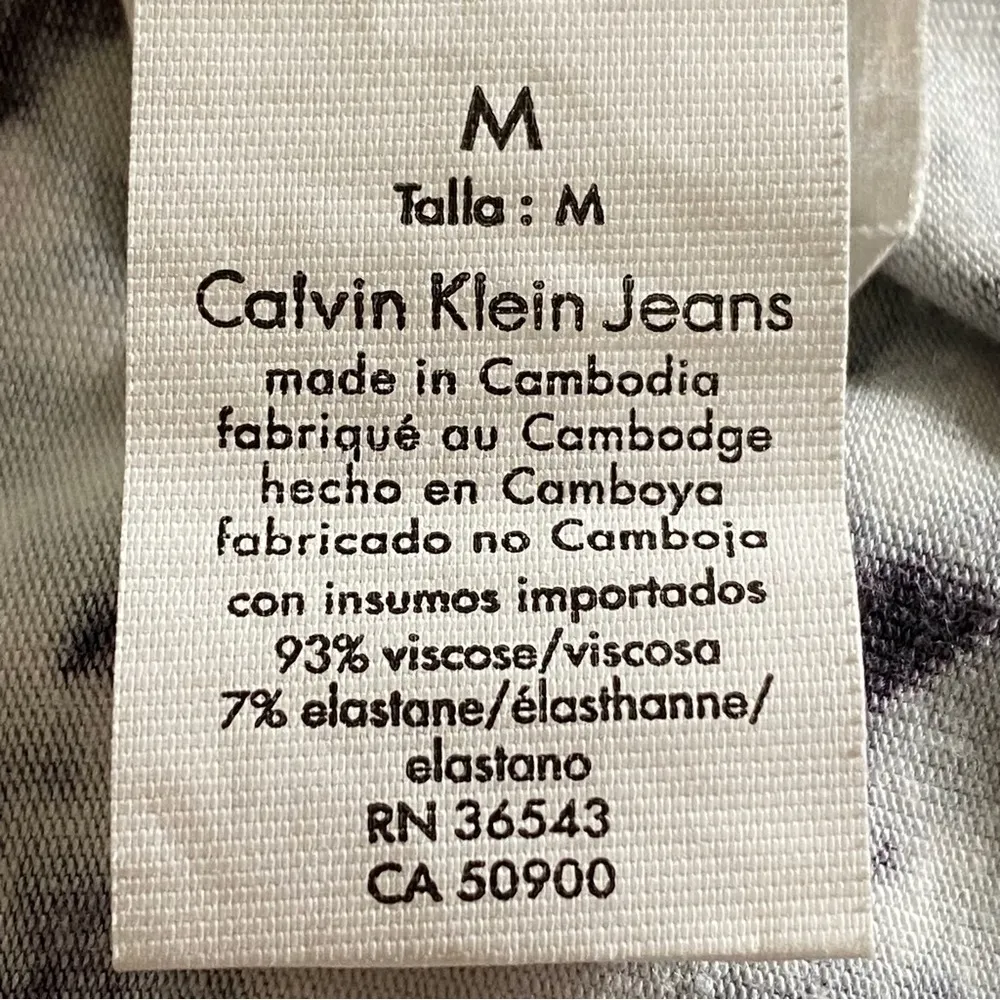 M
Talla : M
Calvin Klein Jeans
made in Cambodia
fabriqué au Cambodge
hecho en Camboya
fabricado no Camboja
con insumos importados
93% viscose/viscosa
7% elastane/élasthanne/
elastano
RN 36543
CA 50900